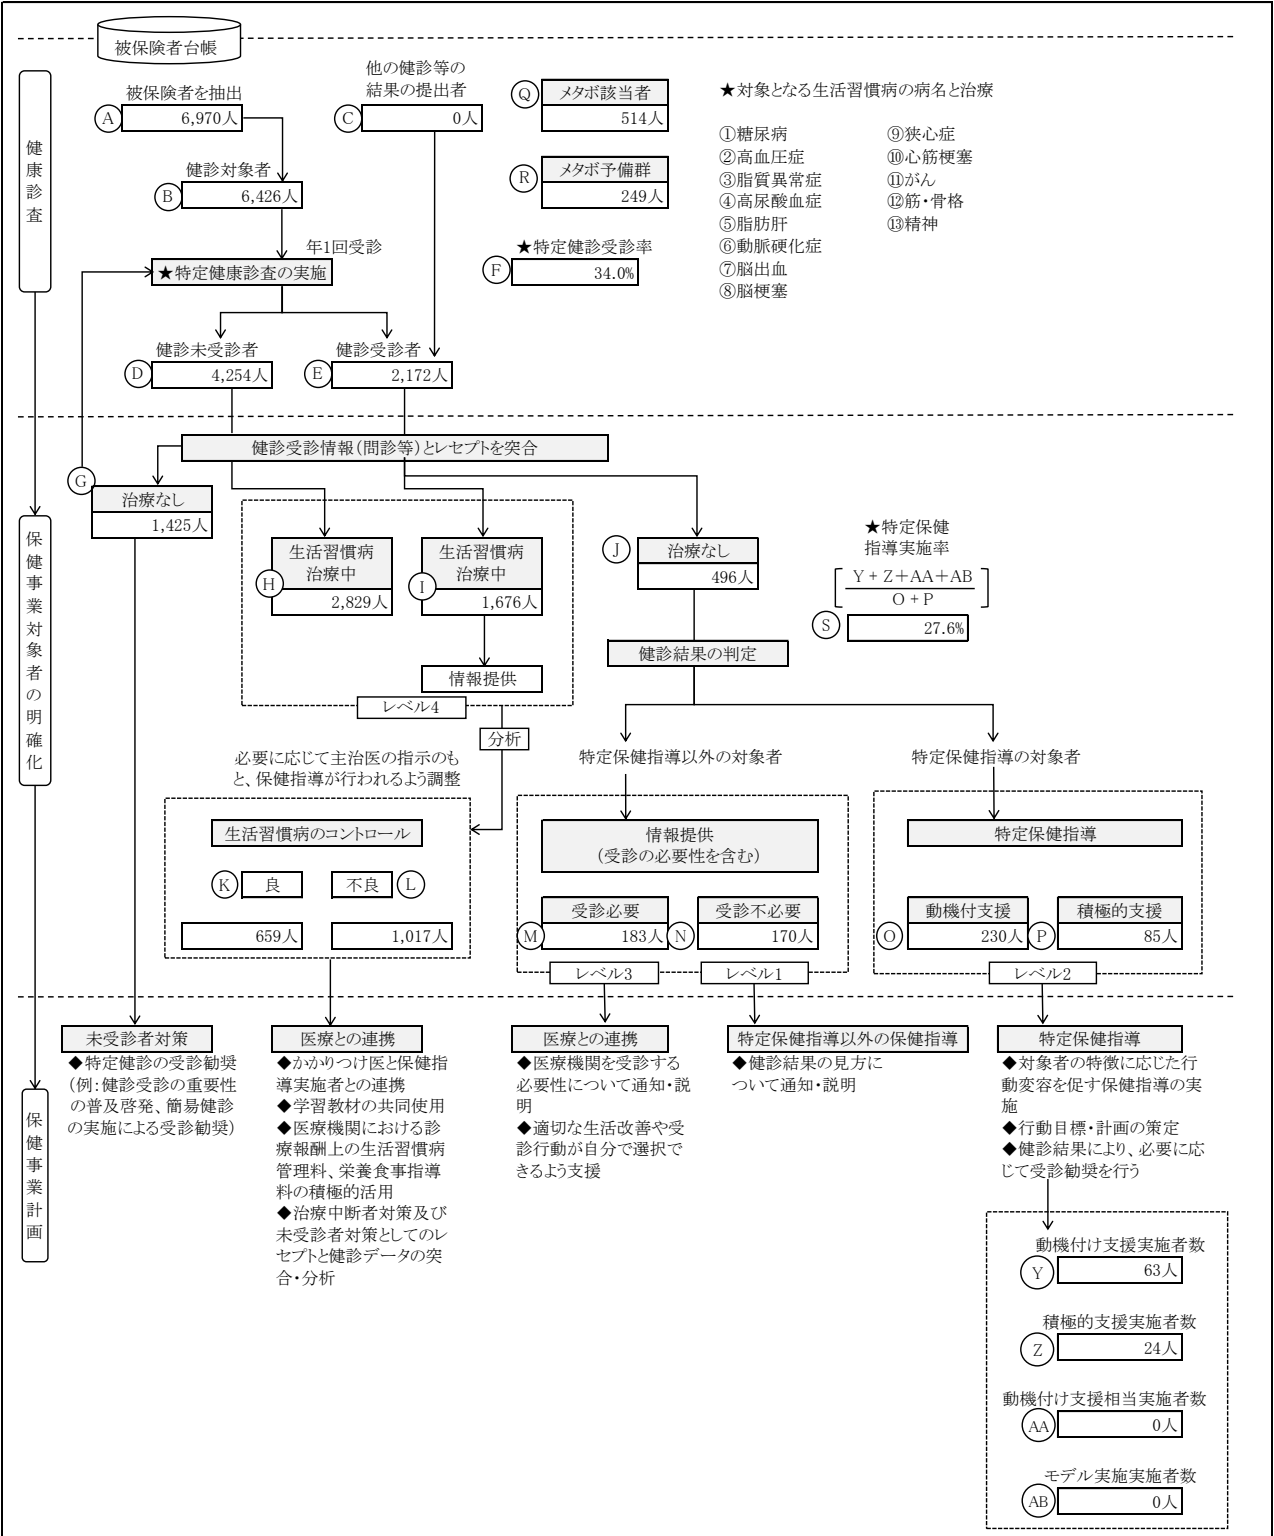 被保険者台帳
健康診査
被保険者を抽出
A
6,970人
他の健診等の
結果の提出者
C
0人
健診対象者
B
6,426人
年1回受診
★特定健康診査の実施
健診未受診者
D
4,254人
健診受診者
E
2,172人
Q
メタボ該当者
514人
R
メタボ予備群
249人
★特定健診受診率
F
34.0%
★対象となる生活習慣病の病名と治療
①糖尿病
②高血圧症
③脂質異常症
④高尿酸血症
⑤脂肪肝
⑥動脈硬化症
⑦脳出血
⑧脳梗塞
⑨狭心症
⑩心筋梗塞
⑪がん
⑫筋・骨格
⑬精神
保健事業対象者の明確化
健診受診情報(問診等)とレセプトを突合
G
治療なし
1,425人
生活習慣病
治療中
H
2,829人
生活習慣病
治療中
I
1,676人
情報提供
レベル4
分析
J
治療なし
496人
健診結果の判定
★特定保健
指導実施率
Y + Z+AA+AB
O + P
S
27.6%
必要に応じて主治医の指示のも
と、保健指導が行われるよう調整
生活習慣病のコントロール
K
良
不良
L
659人
1,017人
特定保健指導以外の対象者
情報提供
(受診の必要性を含む)
M
受診必要
183人
N
受診不必要
170人
レベル3
レベル1
特定保健指導の対象者
特定保健指導
O
動機付支援
230人
P
積極的支援
85人
レベル2
保健事業計画
未受診者対策
◆特定健診の受診勧奨
(例:健診受診の重要性
の普及啓発、簡易健診
の実施による受診勧奨)
医療との連携
◆かかりつけ医と保健指
導実施者との連携
◆学習教材の共同使用
◆医療機関における診
療報酬上の生活習慣病
管理料、栄養食事指導
料の積極的活用
◆治療中断者対策及び
未受診者対策としてのレ
セプトと健診データの突
合・分析
医療との連携
◆医療機関を受診する
必要性について通知・説
明
◆適切な生活改善や受
診行動が自分で選択で
きるよう支援
特定保健指導以外の保健指導
◆健診結果の見方に
ついて通知・説明
特定保健指導
◆対象者の特徴に応じた行
動変容を促す保健指導の実
施
◆行動目標・計画の策定
◆健診結果により、必要に応
じて受診勧奨を行う
動機付け支援実施者数
Y
63人
積極的支援実施者数
Z
24人
動機付け支援相当実施者数
AA
0人
モデル実施実施者数
AB
0人